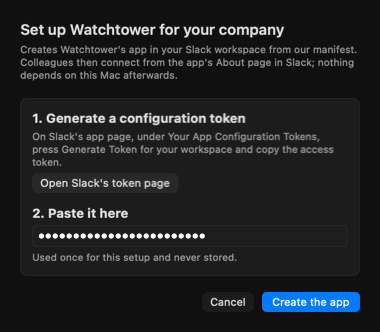 Set up Watchtower for your company
Creates Watchtower's app in your Slack workspace from our manifest.
Colleagues then connect from the app's About page in Slack; nothing
depends on this Mac afterwards.
1. Generate a configuration token
On Slack's app page, under Your App Configuration Tokens,
press Generate Token for your workspace and copy the access
token.
Open Slack's token page
2. Paste it here
••••••••••••••••••••••••
Used once for this setup and never stored.
Cancel
Create the app